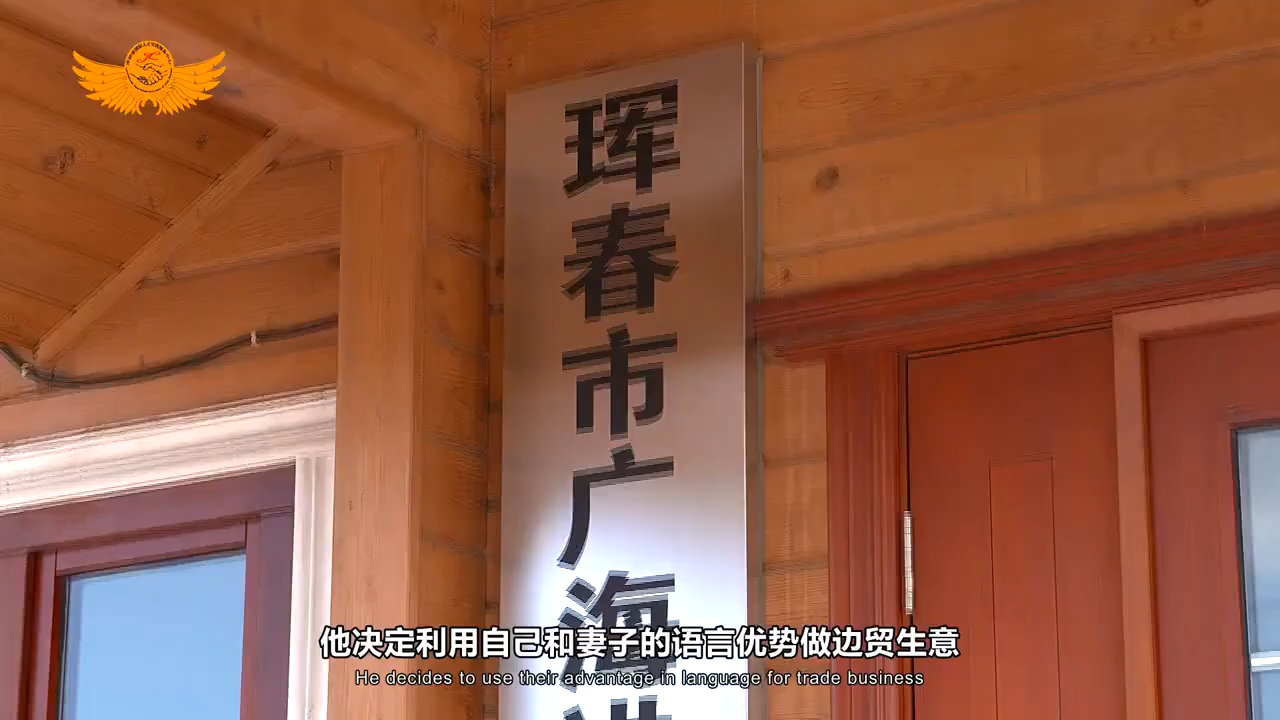 珲春市广海
他决定利用自己和妻子的语言优势做边贸生意
He decides to use their advantage in language for trade business